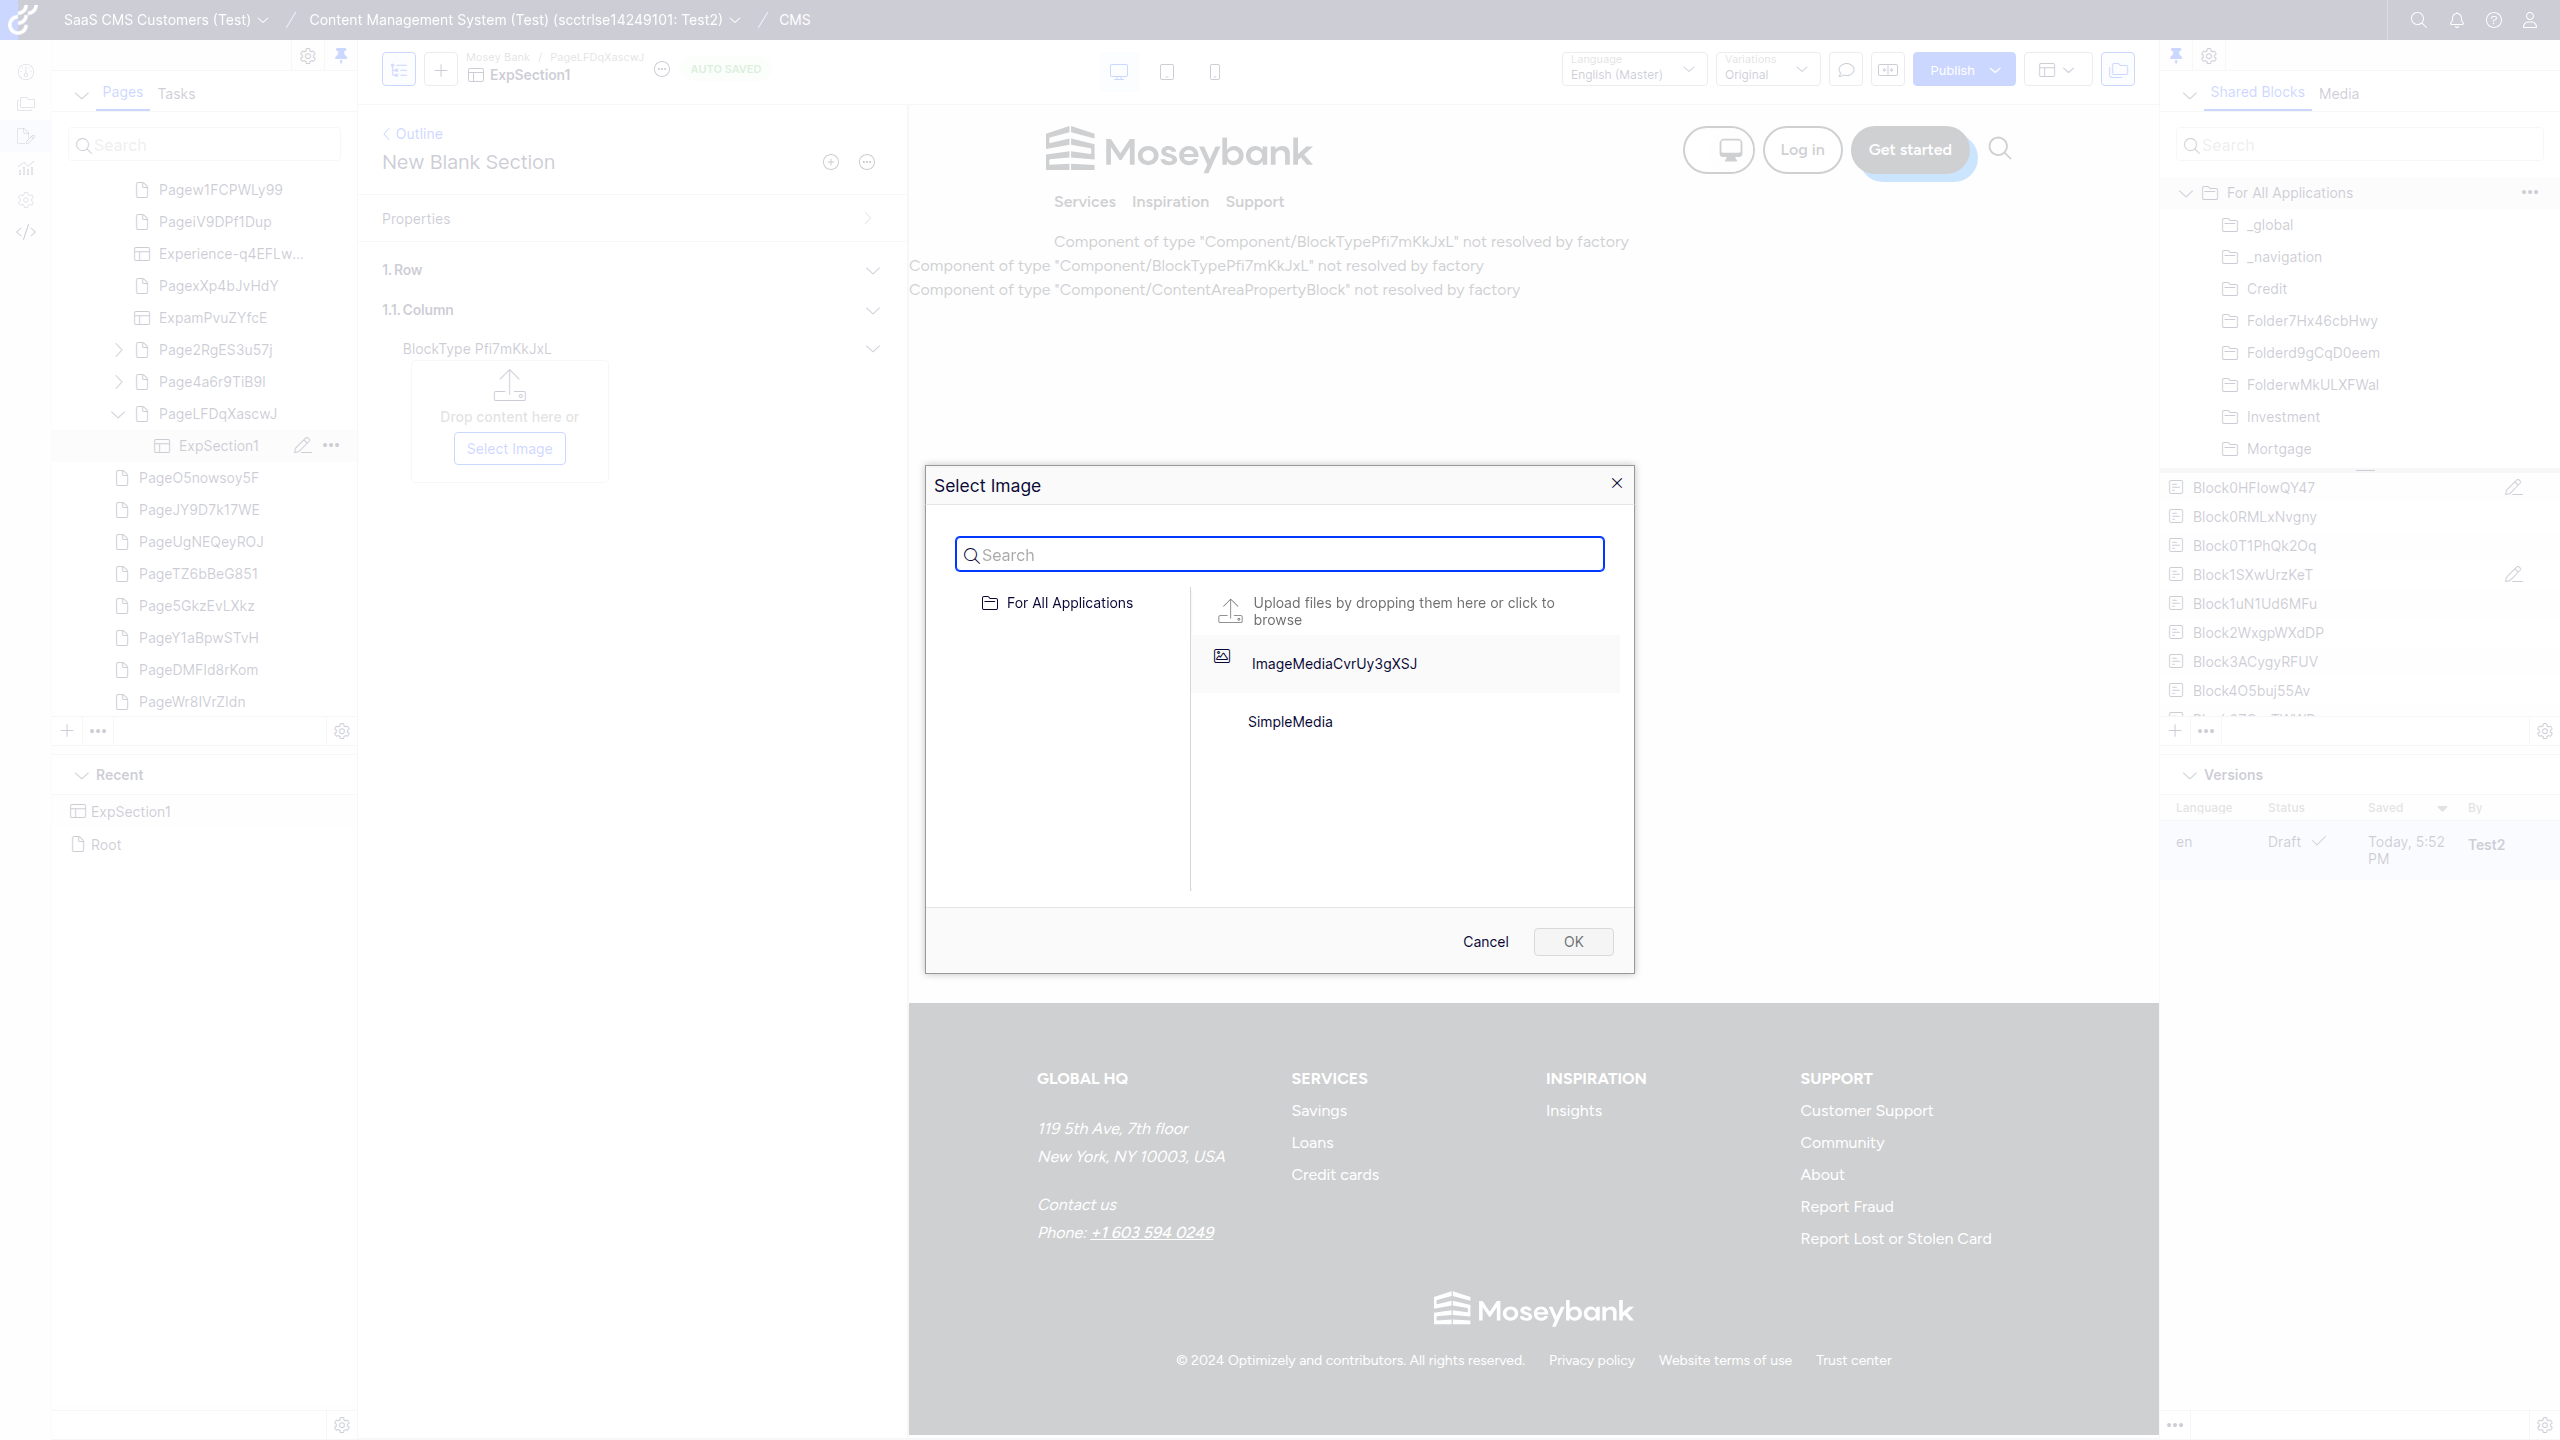 SaaS CMS Customers (Test) / Content Management System (Test) (scctrlse14249101: Test2) / CMS
Pages Tasks
Search
Pagew1FCPWLy99
PageiV9DPf1Dup
Experience-q4EFLw...
PagexXp4bJvHdY
ExpamPvuZYfcE
Page2RgES3u57j
Page4a6r9TiB9I
PageLFDqXascwJ
ExpSection1
PageO5nowsoy5F
PageJY9D7k17WE
PageUgNEQeyROJ
PageTZ6bBeG851
Page5GkzEvLXkz
PageY1aBpwSTvH
PageDMFId8rKom
PageWr8IVrZIdn
Recent
ExpSection1
Root
Mosey Bank / PageLFDqXascwJ
ExpSection1
AUTO SAVED
Language
English (Master)
Variations
Original
Publish
Outline
New Blank Section
Properties
1. Row
1.1. Column
BlockType Pfi7mKkJxL
Drop content here or
Select Image
Moseybank
Log in
Get started
Services Inspiration Support
Component of type "Component/BlockTypePfi7mKkJxL" not resolved by factory
Component of type "Component/BlockTypePfi7mKkJxL" not resolved by factory
Component of type "Component/ContentAreaPropertyBlock" not resolved by factory
Select Image
Search
For All Applications
Upload files by dropping them here or click to
browse
ImageMediaCvrUy3gXSJ
SimpleMedia
Cancel OK
GLOBAL HQ
119 5th Ave, 7th floor
New York, NY 10003, USA
Contact us
Phone: +1 603 594 0249
SERVICES
Savings
Loans
Credit cards
INSPIRATION
Insights
SUPPORT
Customer Support
Community
About
Report Fraud
Report Lost or Stolen Card
Moseybank
© 2024 Optimizely and contributors. All rights reserved. Privacy policy Website terms of use Trust center
Shared Blocks Media
Search
For All Applications
_global
_navigation
Credit
Folder7Hx46cbHwy
Folderd9gCqD0eem
FolderwMkULXFWal
Investment
Mortgage
Block0HFlowQY47
Block0RMLxNvgny
Block0T1PhQk2Oq
Block1SXwUrzKeT
Block1uN1Ud6MFu
Block2WxgpWXdDP
Block3ACygyRFUV
Block4O5buj55Av
Versions
Language Status Saved By
en Draft Today, 5:52 PM Test2